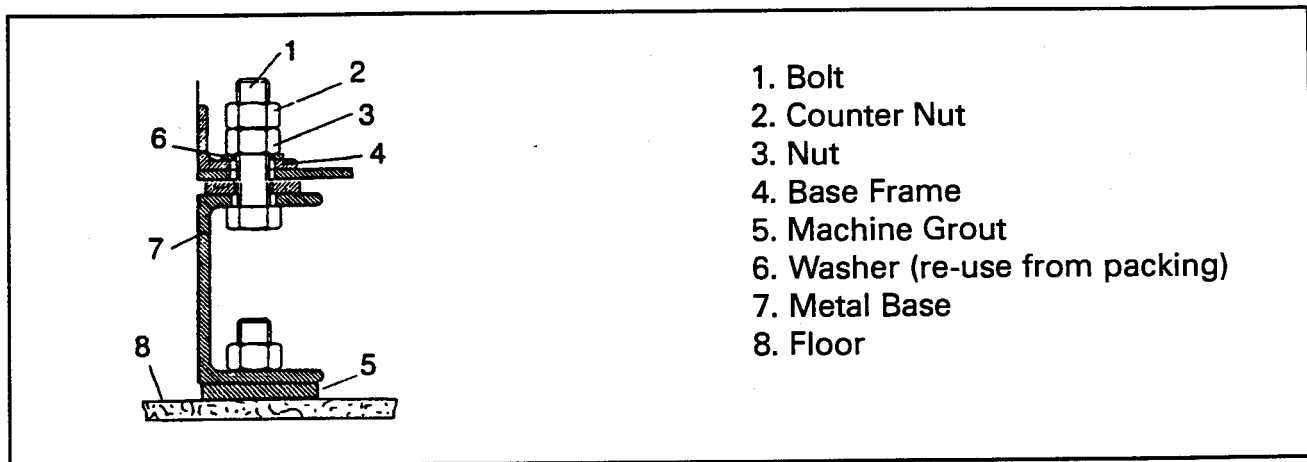 1
2
3
6
4
7
8
5
1. Bolt
2. Counter Nut
3. Nut
4. Base Frame
5. Machine Grout
6. Washer (re-use from packing)
7. Metal Base
8. Floor